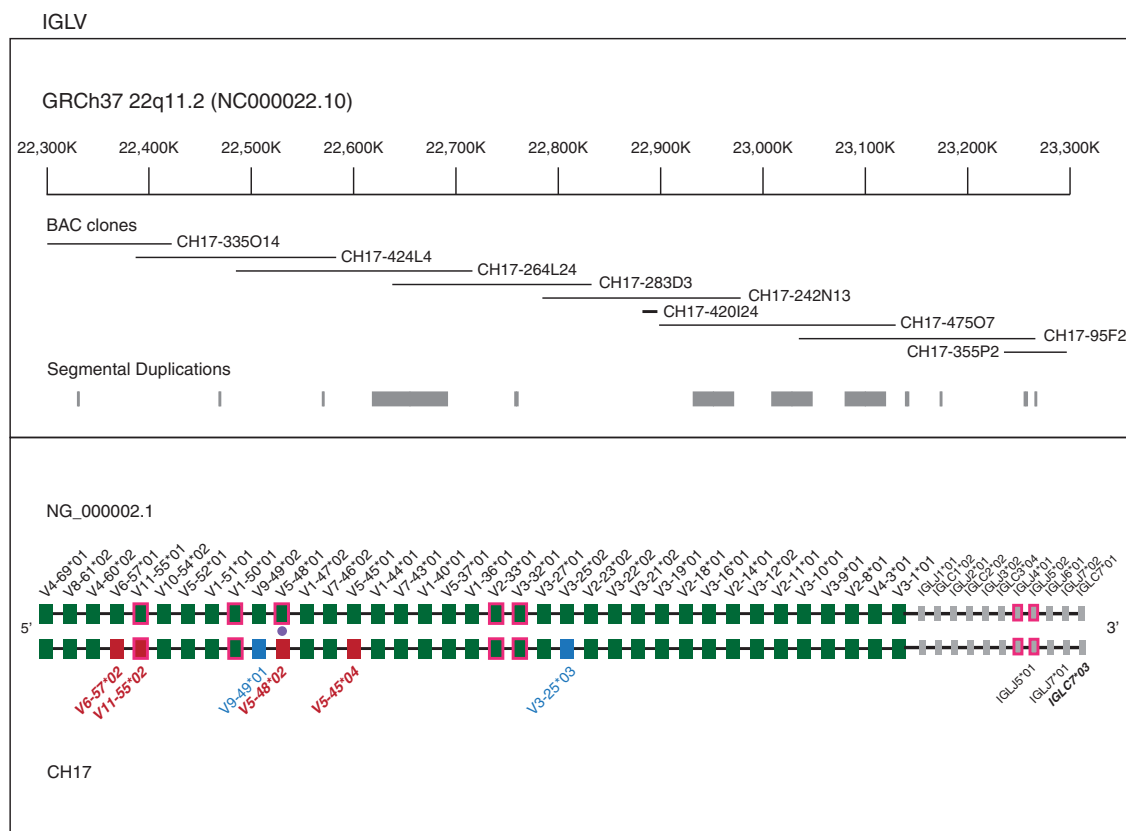 IGLV
GRCh37 22q11.2 (NC000022.10)
22,300K 22,400K 22,500K 22,600K 22,700K 22,800K 22,900K 23,000K 23,100K 23,200K 23,300K
BAC clones
CH17-335O14
CH17-424L4
CH17-264L24
CH17-283D3
CH17-242N13
CH17-420I24
CH17-475O7
CH17-95F2
CH17-355P2
Segmental Duplications
NG_000002.1
V4-69*01
V8-61*02
V4-60*02
V6-57*01
V11-55*01
V10-54*02
V5-52*01
V1-51*01
V1-50*01
V9-49*02
V5-48*01
V1-47*02
V7-46*02
V5-45*01
V1-44*01
V7-43*01
V1-40*01
V5-37*01
V1-36*01
V2-33*01
V3-32*01
V3-27*01
V3-25*02
V2-23*02
V3-22*02
V3-21*02
V3-19*01
V2-18*01
V3-16*01
V2-14*01
V3-12*02
V2-11*01
V3-10*01
V3-9*01
V2-8*01
V4-3*01
V3-1*01
IGLJ1*01
IGLC1*02
IGLJ2*01
IGLC2*02
IGLJ3*02
IGLC3*04
IGLJ4*01
IGLJ5*02
IGLJ6*01
IGLJ7*02
IGLC7*01
5’ 3’
V6-57*02
V11-55*02
V9-49*01
V5-48*02
V5-45*04
V3-25*03
IGLJ5*01
IGLJ7*01
IGLC7*03
CH17